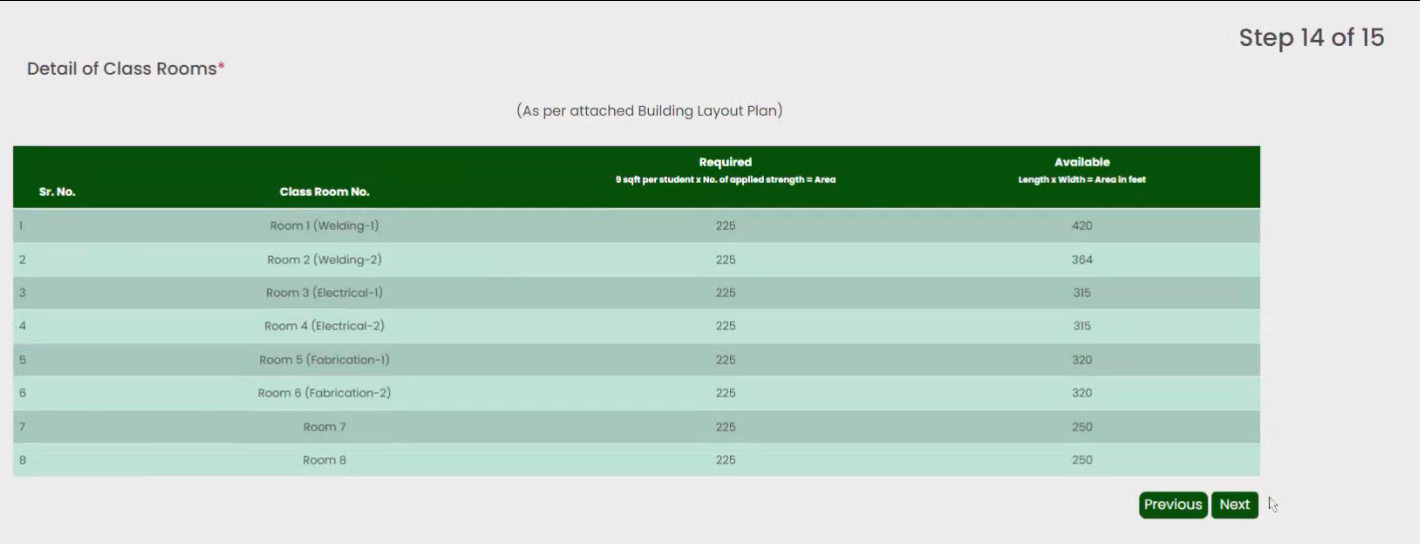 Step 14 of 15
Detail of Class Rooms*
(As per attached Building Layout Plan)
Sr. No. Class Room No. Required 9 sqft per student x No. of applied strength = Area Available Length x Width = Area in feet
1 Room 1 (Welding-1) 225 420
2 Room 2 (Welding-2) 225 364
3 Room 3 (Electrical-1) 225 315
4 Room 4 (Electrical-2) 225 315
5 Room 5 (Fabrication-1) 225 320
6 Room 6 (Fabrication-2) 225 320
7 Room 7 225 250
8 Room 8 225 250
Previous Next